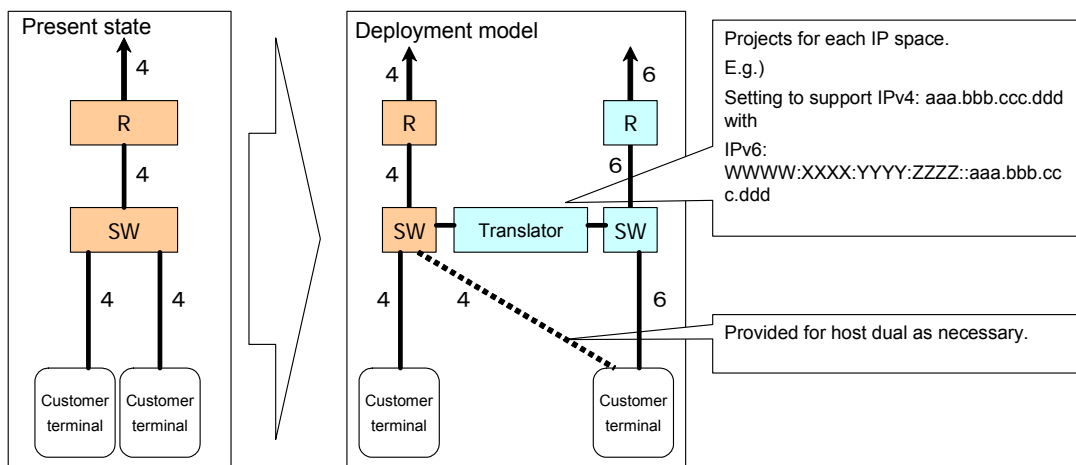 Present state
4
R
4
SW
4
4
Customer
terminal
Customer
terminal
Deployment model
4
6
R
R
4
6
SW
Translator
SW
4
4
6
Customer
terminal
Customer
terminal
Projects for each IP space.
E.g.)
Setting to support IPv4: aaa.bbb.ccc.ddd
with
IPv6:
WWWW:XXXX:YYYY:ZZZZ::aaa.bbb.cc
c.ddd
Provided for host dual as necessary.